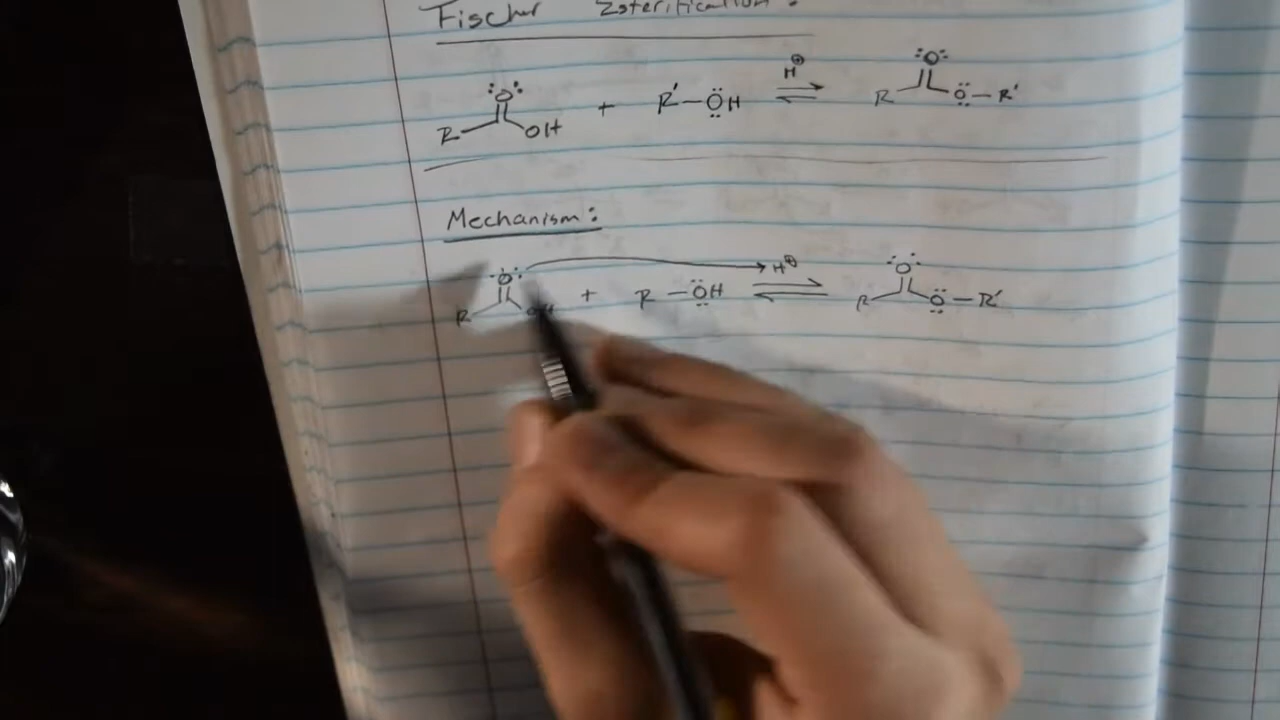 Fischer Esterification:
:O: R OH + R'—ÖH H⊕ ⇌ :O: R O—R'
Mechanism:
:O: R OH + R—ÖH H⊕ ⇌ :O: R O—R'